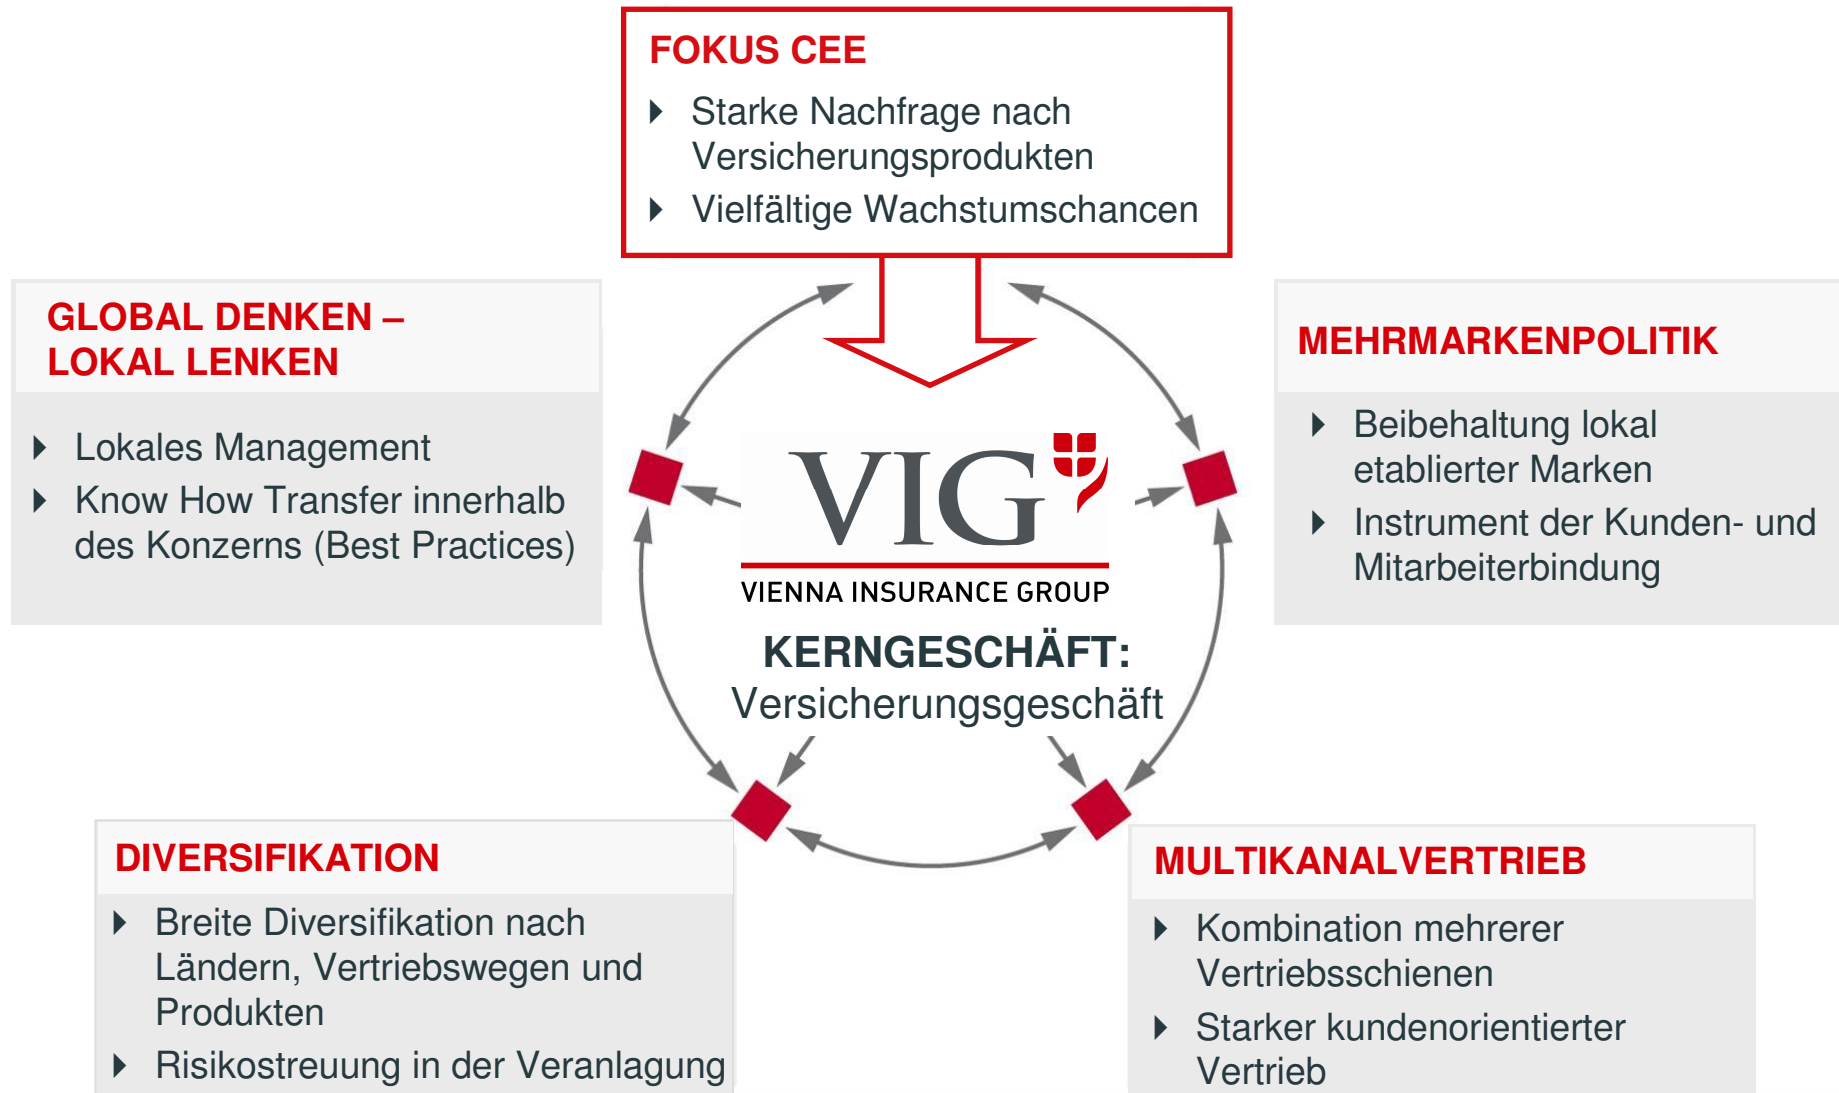 FOKUS CEE
Starke Nachfrage nach
Versicherungsprodukten
Vielfältige Wachstumschancen
GLOBAL DENKEN –
LOKAL LENKEN
Lokales Management
Know How Transfer innerhalb
des Konzerns (Best Practices)
MEHRMARKENPOLITIK
Beibehaltung lokal
etablierter Marken
Instrument der Kunden- und
Mitarbeiterbindung
VIG
VIENNA INSURANCE GROUP
KERNGESCHÄFT:
Versicherungsgeschäft
DIVERSIFIKATION
Breite Diversifikation nach
Ländern, Vertriebswegen und
Produkten
Risikostreuung in der Veranlagung
MULTIKANALVERTRIEB
Kombination mehrerer
Vertriebsschienen
Starker kundenorientierter
Vertrieb